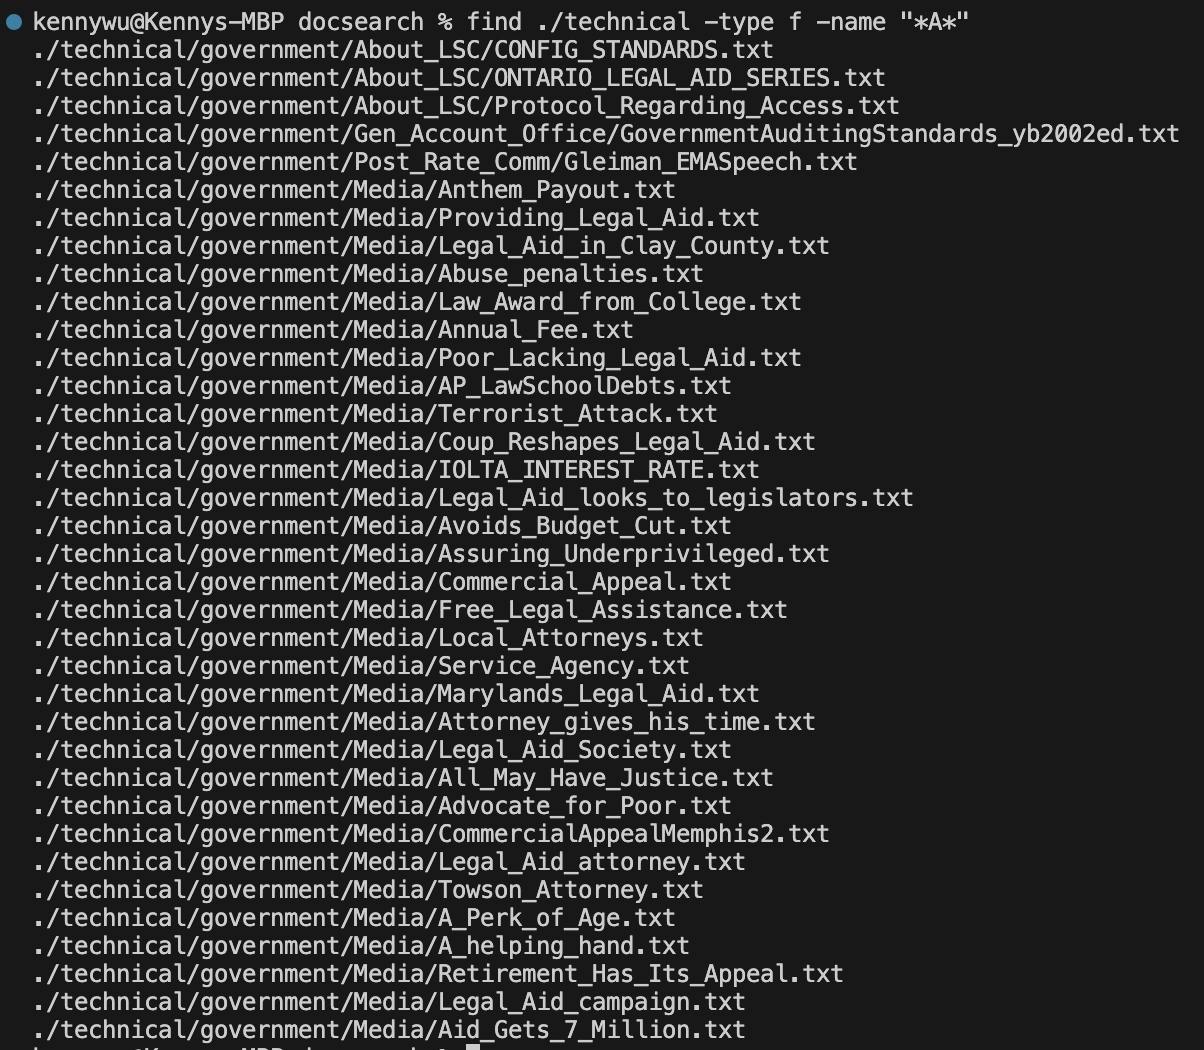 kennywu@Kennys-MBP docsearch % find ./technical -type f -name "*A*"
./technical/government/About_LSC/CONFIG_STANDARDS.txt
./technical/government/About_LSC/ONTARIO_LEGAL_AID_SERIES.txt
./technical/government/About_LSC/Protocol_Regarding_Access.txt
./technical/government/Gen_Account_Office/GovernmentAuditingStandards_yb2002ed.txt
./technical/government/Post_Rate_Comm/Gleiman_EMASpeech.txt
./technical/government/Media/Anthem_Payout.txt
./technical/government/Media/Providing_Legal_Aid.txt
./technical/government/Media/Legal_Aid_in_Clay_County.txt
./technical/government/Media/Abuse_penalties.txt
./technical/government/Media/Law_Award_from_College.txt
./technical/government/Media/Annual_Fee.txt
./technical/government/Media/Poor_Lacking_Legal_Aid.txt
./technical/government/Media/AP_LawSchoolDebts.txt
./technical/government/Media/Terrorist_Attack.txt
./technical/government/Media/Coup_Reshapes_Legal_Aid.txt
./technical/government/Media/IOLTA_INTEREST_RATE.txt
./technical/government/Media/Legal_Aid_looks_to_legislators.txt
./technical/government/Media/Avoids_Budget_Cut.txt
./technical/government/Media/Assuring_Underprivileged.txt
./technical/government/Media/Commercial_Appeal.txt
./technical/government/Media/Free_Legal_Assistance.txt
./technical/government/Media/Local_Attorneys.txt
./technical/government/Media/Service_Agency.txt
./technical/government/Media/Marylands_Legal_Aid.txt
./technical/government/Media/Attorney_gives_his_time.txt
./technical/government/Media/Legal_Aid_Society.txt
./technical/government/Media/All_May_Have_Justice.txt
./technical/government/Media/Advocate_for_Poor.txt
./technical/government/Media/CommercialAppealMemphis2.txt
./technical/government/Media/Legal_Aid_attorney.txt
./technical/government/Media/Towson_Attorney.txt
./technical/government/Media/A_Perk_of_Age.txt
./technical/government/Media/A_helping_hand.txt
./technical/government/Media/Retirement_Has_Its_Appeal.txt
./technical/government/Media/Legal_Aid_campaign.txt
./technical/government/Media/Aid_Gets_7_Million.txt